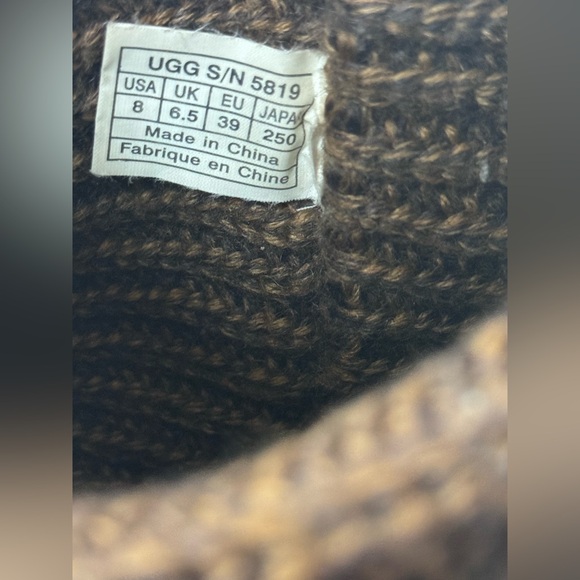 UGG S/N 5819
USA UK EU JAPA
8 6.5 39 250
Made in China
Fabrique en Chine